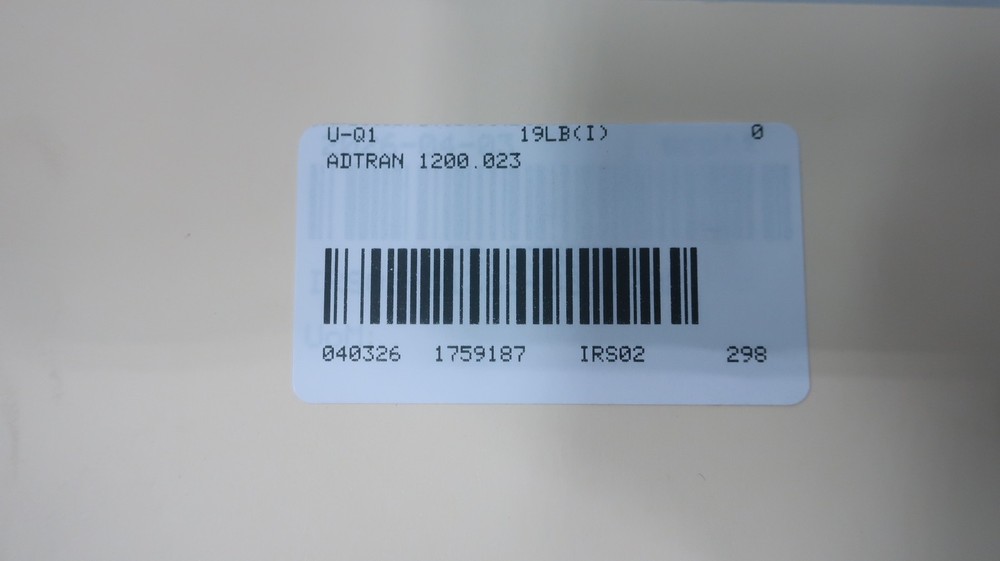 U-Q1 19LB(I) 0
ADTRAN 1200.023
040326 1759187 IRS02 298